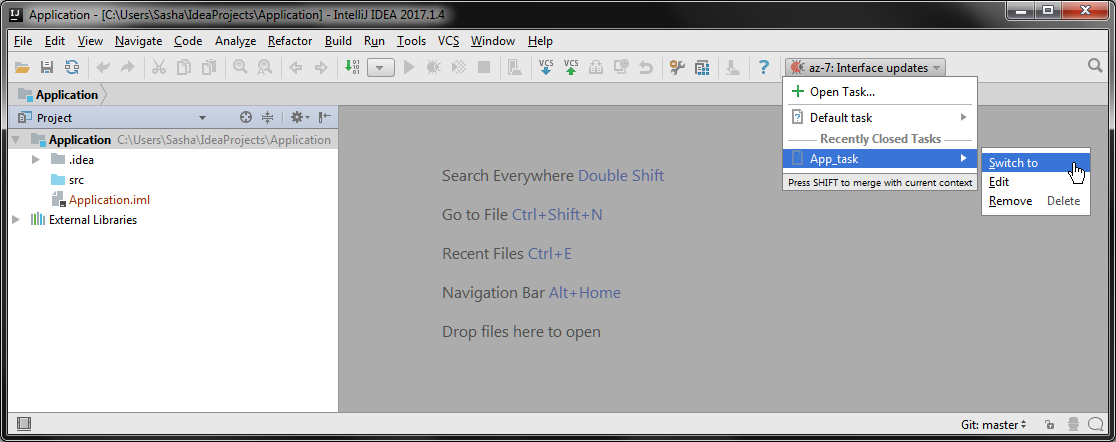 Application - [C:\Users\Sasha\IdeaProjects\Application] - IntelliJ IDEA 2017.1.4
File Edit View Navigate Code Analyze Refactor Build Run Tools VCS Window Help
VCS VCS ? az-7: Interface updates
Application
Project
Application C:\Users\Sasha\IdeaProjects\Application
.idea
src
Application.iml
External Libraries
Open Task...
Default task
Recently Closed Tasks
App_task
Press SHIFT to merge with current context
Switch to
Edit
Remove Delete
Search Everywhere Double Shift
Go to File Ctrl+Shift+N
Recent Files Ctrl+E
Navigation Bar Alt+Home
Drop files here to open
Git: master